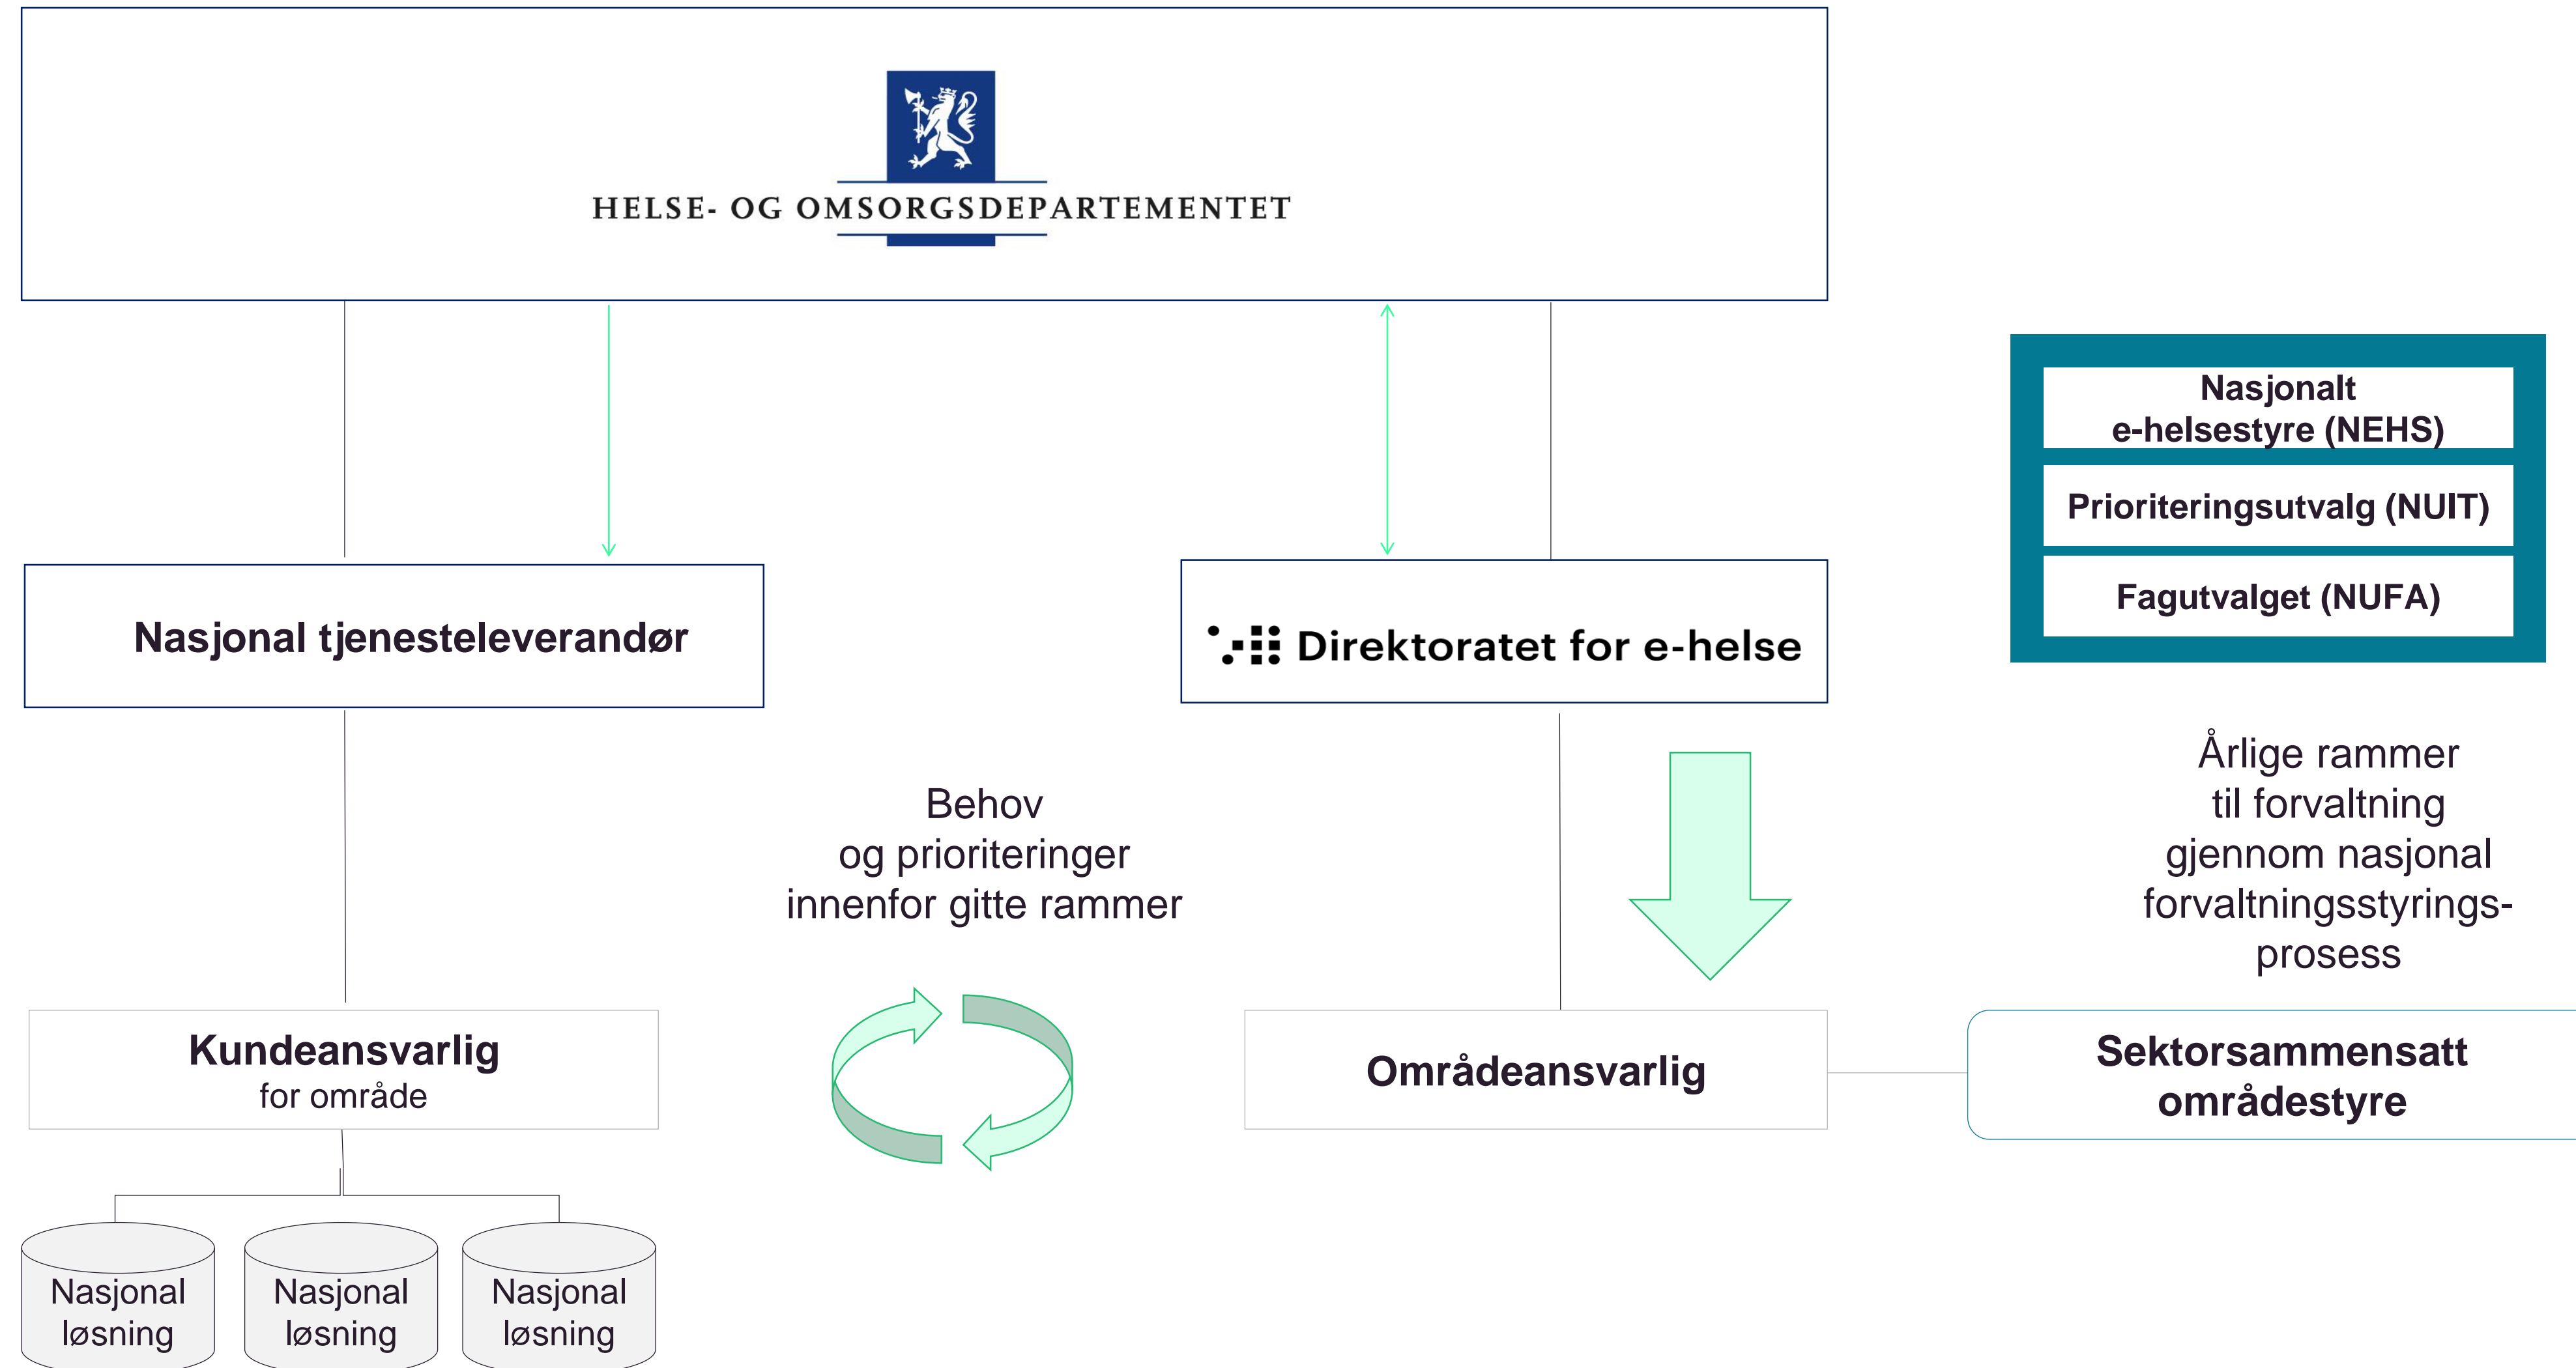 HELSE- OG OMSORGSDEPARTEMENTET
Nasjonalt
e-helsestyre (NEHS)
Prioriteringsutvalg (NUIT)
Fagutvalget (NUFA)
Nasjonal tjenesteleverandør
Direktoratet for e-helse
Behov
og prioriteringer
innenfor gitte rammer
Årlige rammer
til forvaltning
gjennom nasjonal
forvaltningsstyrings-
prosess
Kundeansvarlig
for område
Områdeansvarlig
Sektorsammensatt
områdestyre
Nasjonal
løsning
Nasjonal
løsning
Nasjonal
løsning